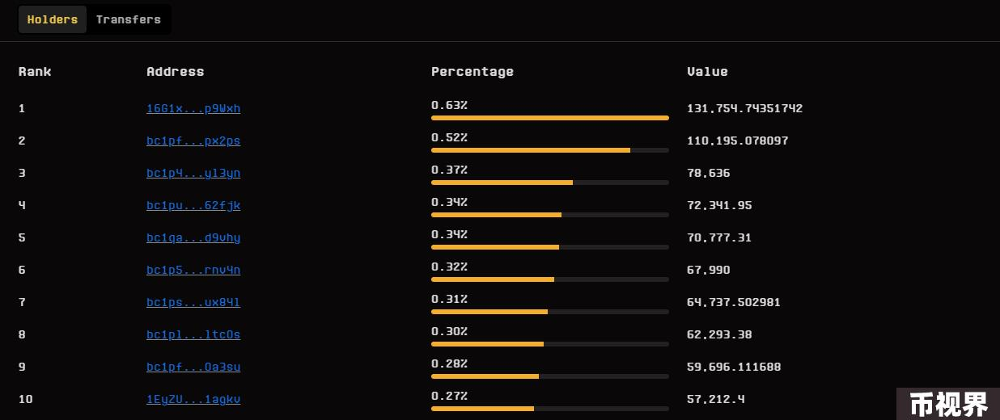 Holders Transfers
Rank Address Percentage Value
1 16G1x...p9Wxh 0.63% 131,754.74351742
2 bc1pf...px2ps 0.52% 110,195.078097
3 bc1p4...yl3yn 0.37% 78,636
4 bc1pu...62fjk 0.34% 72,341.95
5 bc1qa...d9vhy 0.34% 70,777.31
6 bc1p5...rnv4n 0.32% 67,990
7 bc1ps...ux84l 0.31% 64,737.502981
8 bc1pl...ltc0s 0.30% 62,293.38
9 bc1pf...0a3su 0.28% 59,696.111688
10 1EyZU...1agkv 0.27% 57,212.4
币视界